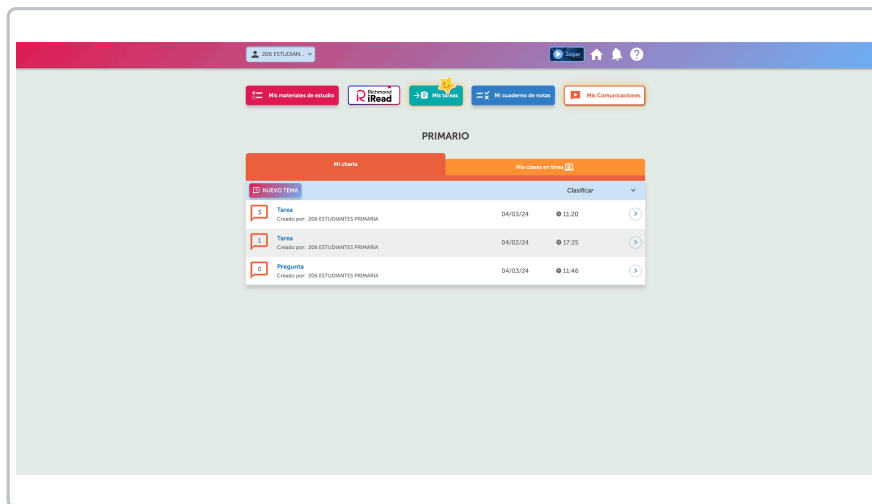 206 ESTUDIAN...
Jugar
Mis materiales de estudio
Richmond
iRead
Mis tareas
Mi cuaderno de notas
Mis Comunicaciones
PRIMARIO
Mi charla
Mis clases en línea
NUEVO TEMA
Clasificar
3
Tarea
Creado por: 206 ESTUDIANTES PRIMARIA
04/03/24
11:20
1
Tarea
Creado por: 206 ESTUDIANTES PRIMARIA
04/02/24
17:25
0
Pregunta
Creado por: 206 ESTUDIANTES PRIMARIA
04/03/24
11:46